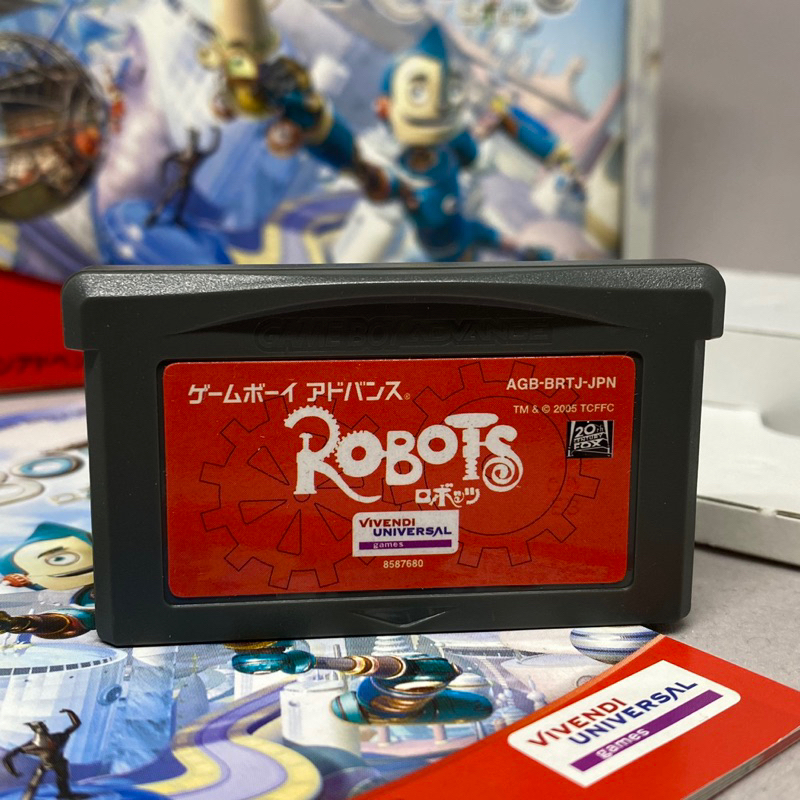 GAME BOY ADVANCE
ゲームボーイ アドバンス®
AGB-BRTJ-JPN
TM & © 2005 TCFFC
ROBOTS
20th
CENTURY
FOX
ロボッツ
VIVENDI
UNIVERSAL
games
8587680
VIVENDI
UNIVERSAL
games